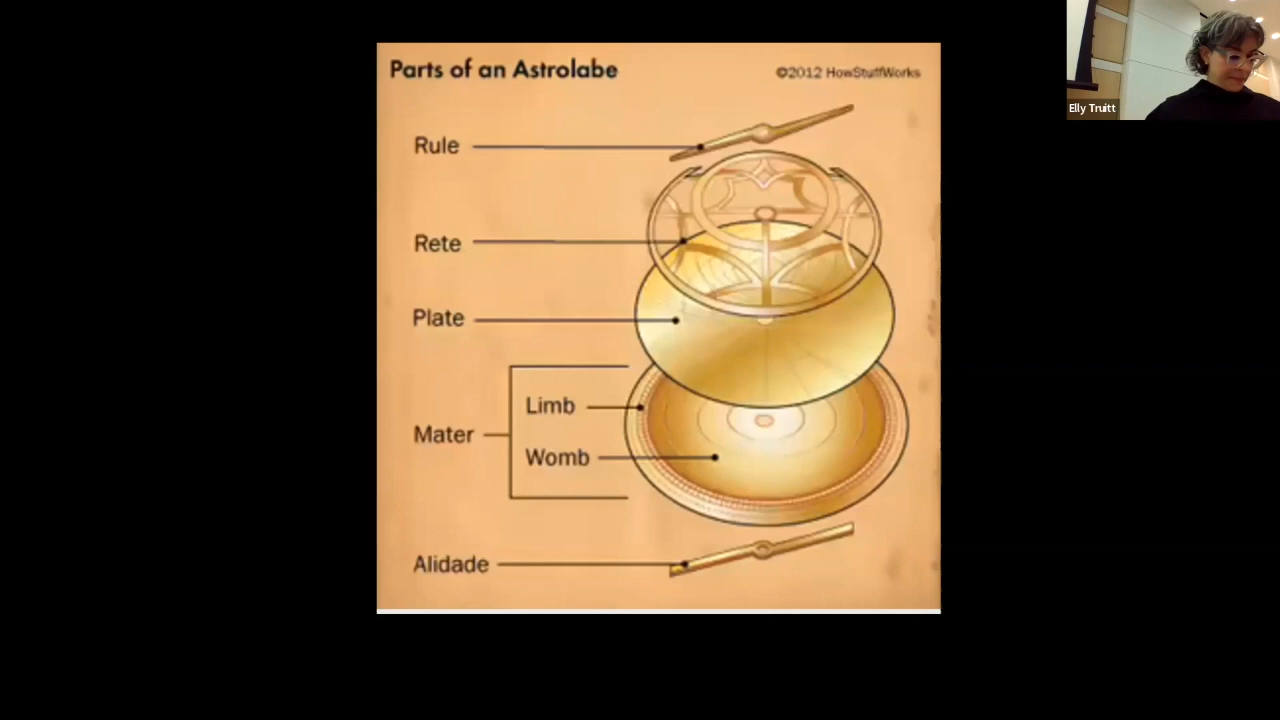 Parts of an Astrolabe
©2012 HowStuffWorks
Rule
Rete
Plate
Limb
Mater
Womb
Alidade
Elly Truitt